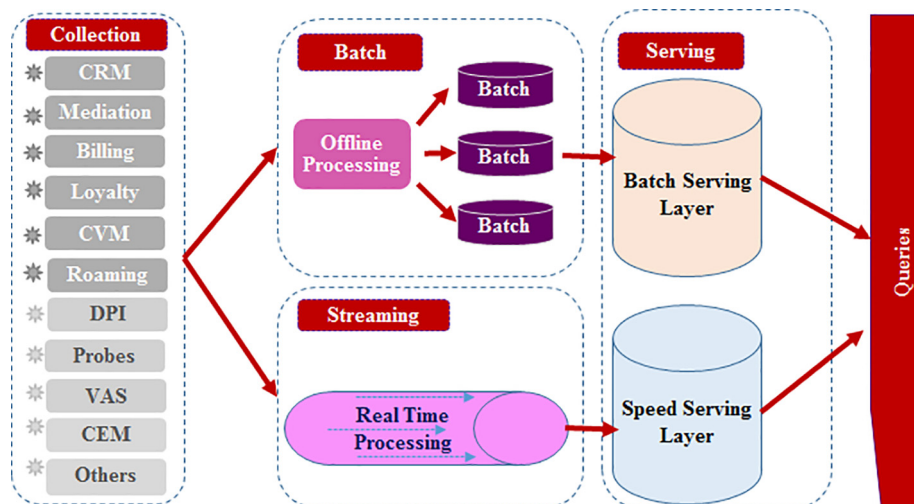 Collection
CRM
Mediation
Billing
Loyalty
CVM
Roaming
DPI
Probes
VAS
CEM
Others
Batch
Offline
Processing
Batch
Batch
Batch
Streaming
Real Time
Processing
Serving
Batch Serving
Layer
Speed Serving
Layer
Queries